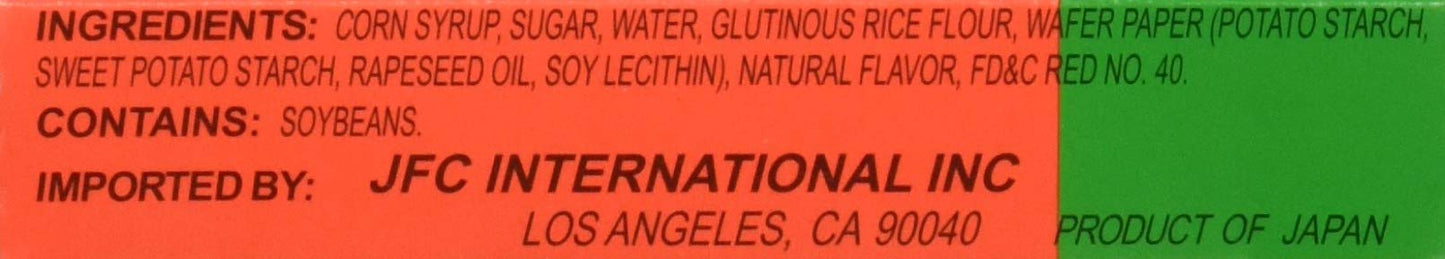 INGREDIENTS: CORN SYRUP, SUGAR, WATER, GLUTINOUS RICE FLOUR, WAFER PAPER (POTATO STARCH,
SWEET POTATO STARCH, RAPESEED OIL, SOY LECITHIN), NATURAL FLAVOR, FD&C RED NO. 40.
CONTAINS: SOYBEANS.
IMPORTED BY: JFC INTERNATIONAL INC
LOS ANGELES, CA 90040 PRODUCT OF JAPAN